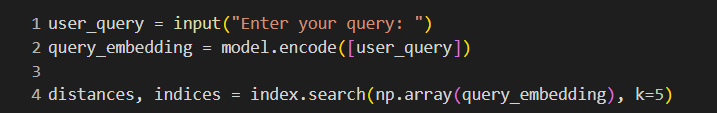 1 user_query = input("Enter your query: ")
2 query_embedding = model.encode([user_query])
3
4 distances, indices = index.search(np.array(query_embedding), k=5)